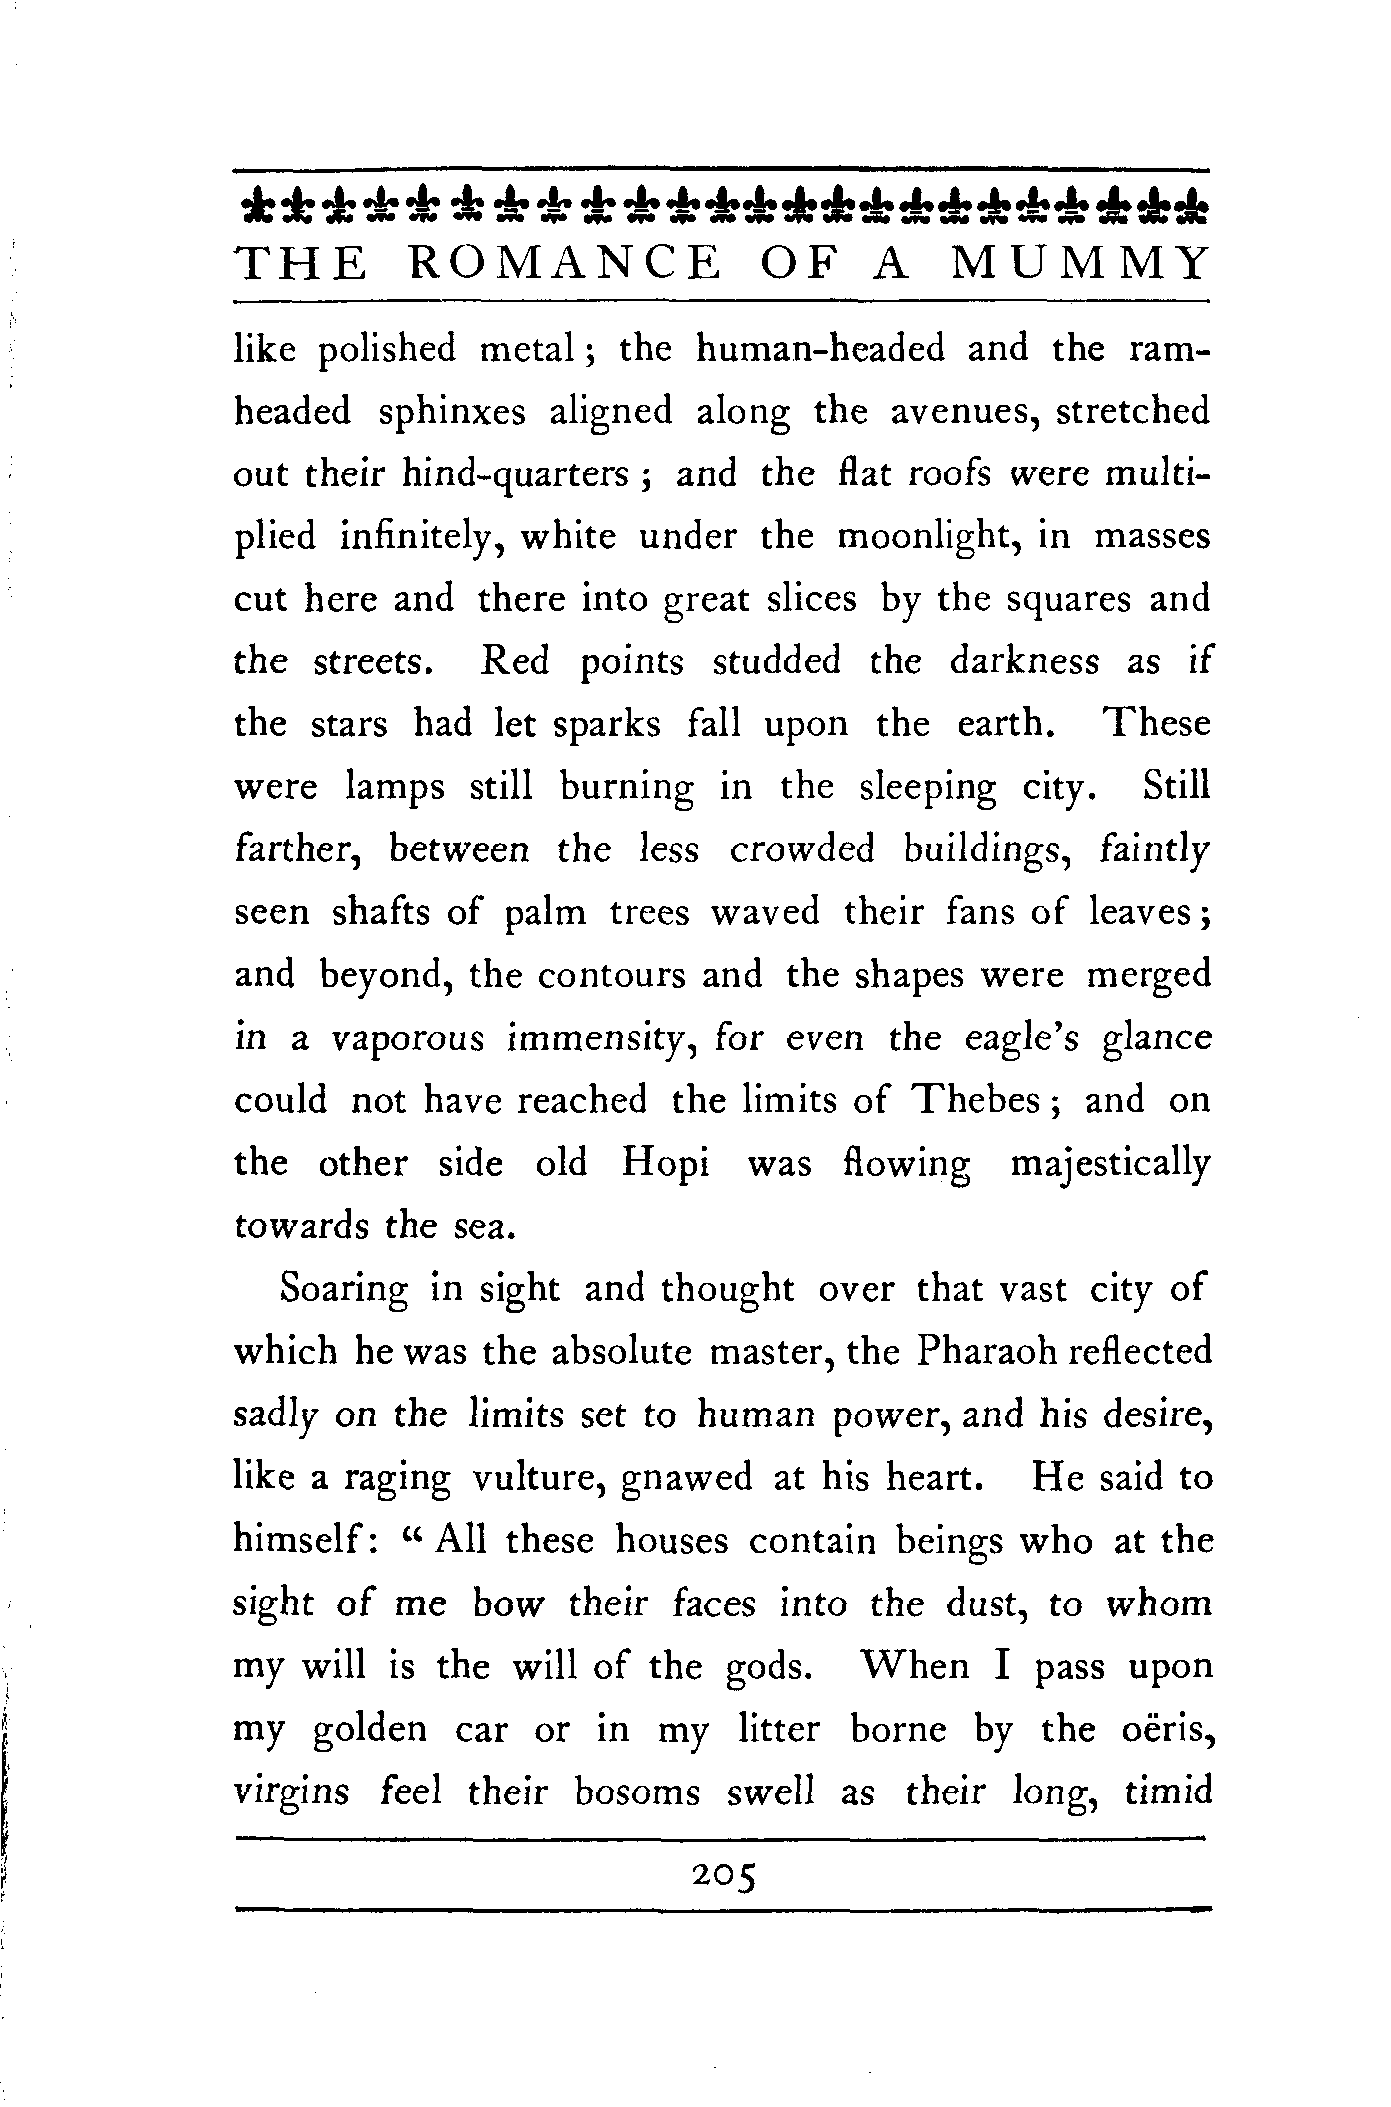 THE ROMANCE OF A MUMMY
like polished metal; the human-headed and the ram-
headed sphinxes aligned along the avenues, stretched
out their hind-quarters; and the flat roofs were multi-
plied infinitely, white under the moonlight, in masses
cut here and there into great slices by the squares and
the streets. Red points studded the darkness as if
the stars had let sparks fall upon the earth. These
were lamps still burning in the sleeping city. Still
farther, between the less crowded buildings, faintly
seen shafts of palm trees waved their fans of leaves;
and beyond, the contours and the shapes were merged
in a vaporous immensity, for even the eagle's glance
could not have reached the limits of Thebes; and on
the other side old Hopi was flowing majestically
towards the sea.
Soaring in sight and thought over that vast city of
which he was the absolute master, the Pharaoh reflected
sadly on the limits set to human power, and his desire,
like a raging vulture, gnawed at his heart. He said to
himself: “All these houses contain beings who at the
sight of me bow their faces into the dust, to whom
my will is the will of the gods. When I pass upon
my golden car or in my litter borne by the oëris,
virgins feel their bosoms swell as their long, timid
205